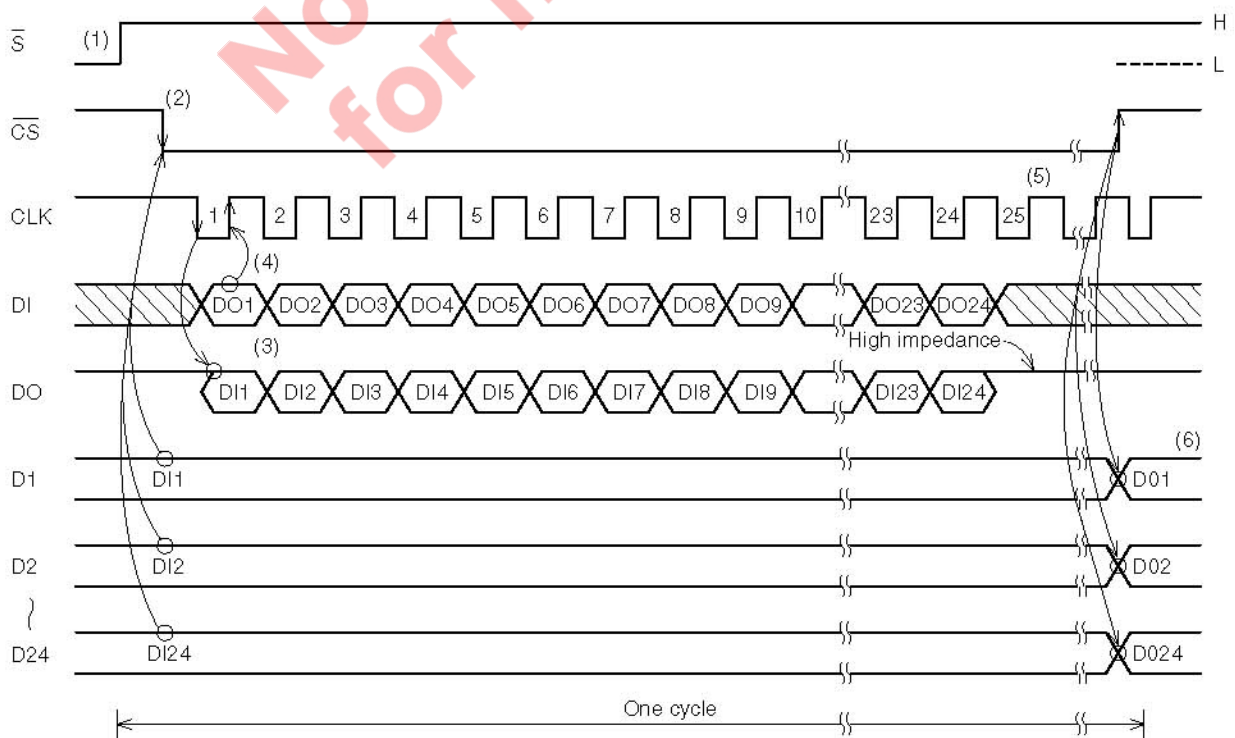 No
for n
S (1) H
L
CS (2)
(5)
CLK 1 2 3 4 5 6 7 8 9 10 23 24 25
(4)
DI DO1 DO2 DO3 DO4 DO5 DO6 DO7 DO8 DO9 DO23 DO24
(3) High impedance
DO DI1 DI2 DI3 DI4 DI5 DI6 DI7 DI8 DI9 DI23 DI24
(6)
D1 DI1 D01
D2 DI2 D02
D24 DI24 D024
One cycle